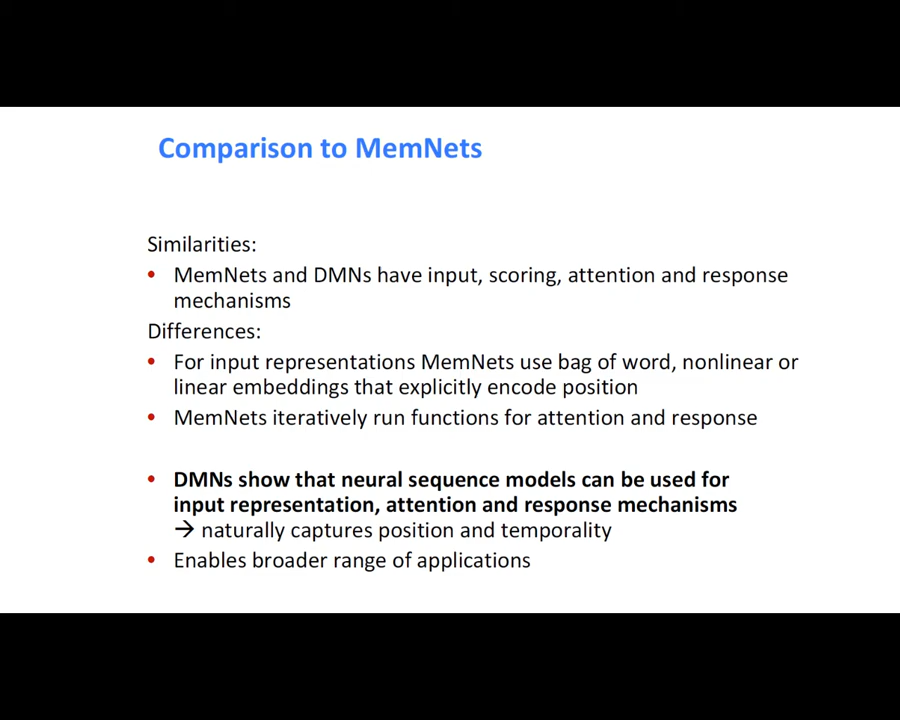 Comparison to MemNets
Similarities:
• MemNets and DMNs have input, scoring, attention and response
mechanisms
Differences:
• For input representations MemNets use bag of word, nonlinear or
linear embeddings that explicitly encode position
• MemNets iteratively run functions for attention and response
• DMNs show that neural sequence models can be used for
input representation, attention and response mechanisms
→ naturally captures position and temporality
• Enables broader range of applications